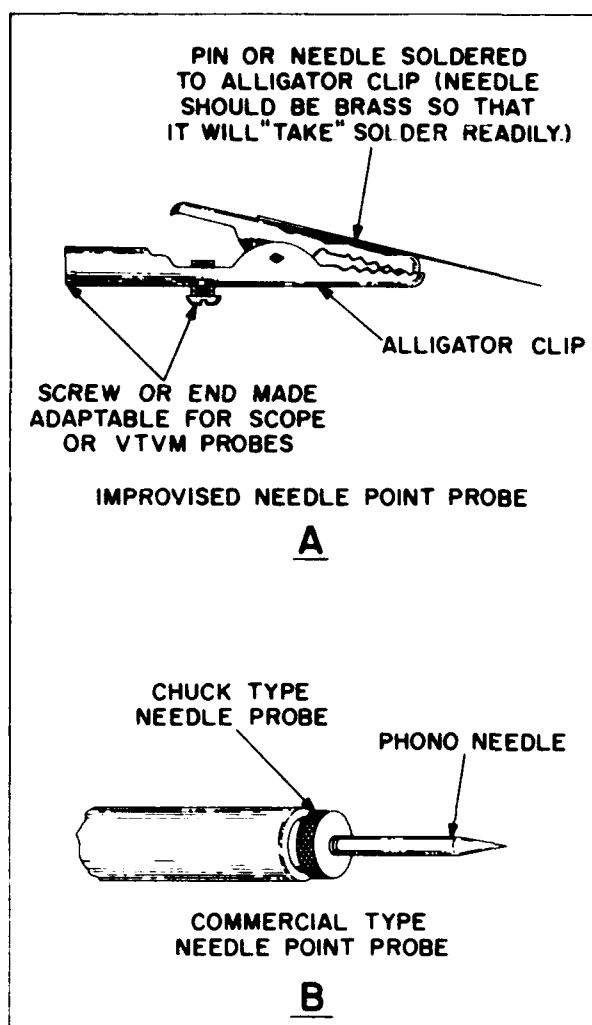 PIN OR NEEDLE SOLDERED
TO ALLIGATOR CLIP (NEEDLE
SHOULD BE BRASS SO THAT
IT WILL "TAKE" SOLDER READILY.)
ALLIGATOR CLIP
SCREW OR END MADE
ADAPTABLE FOR SCOPE
OR VTVM PROBES
IMPROVISED NEEDLE POINT PROBE
A
CHUCK TYPE
NEEDLE PROBE
PHONO NEEDLE
COMMERCIAL TYPE
NEEDLE POINT PROBE
B